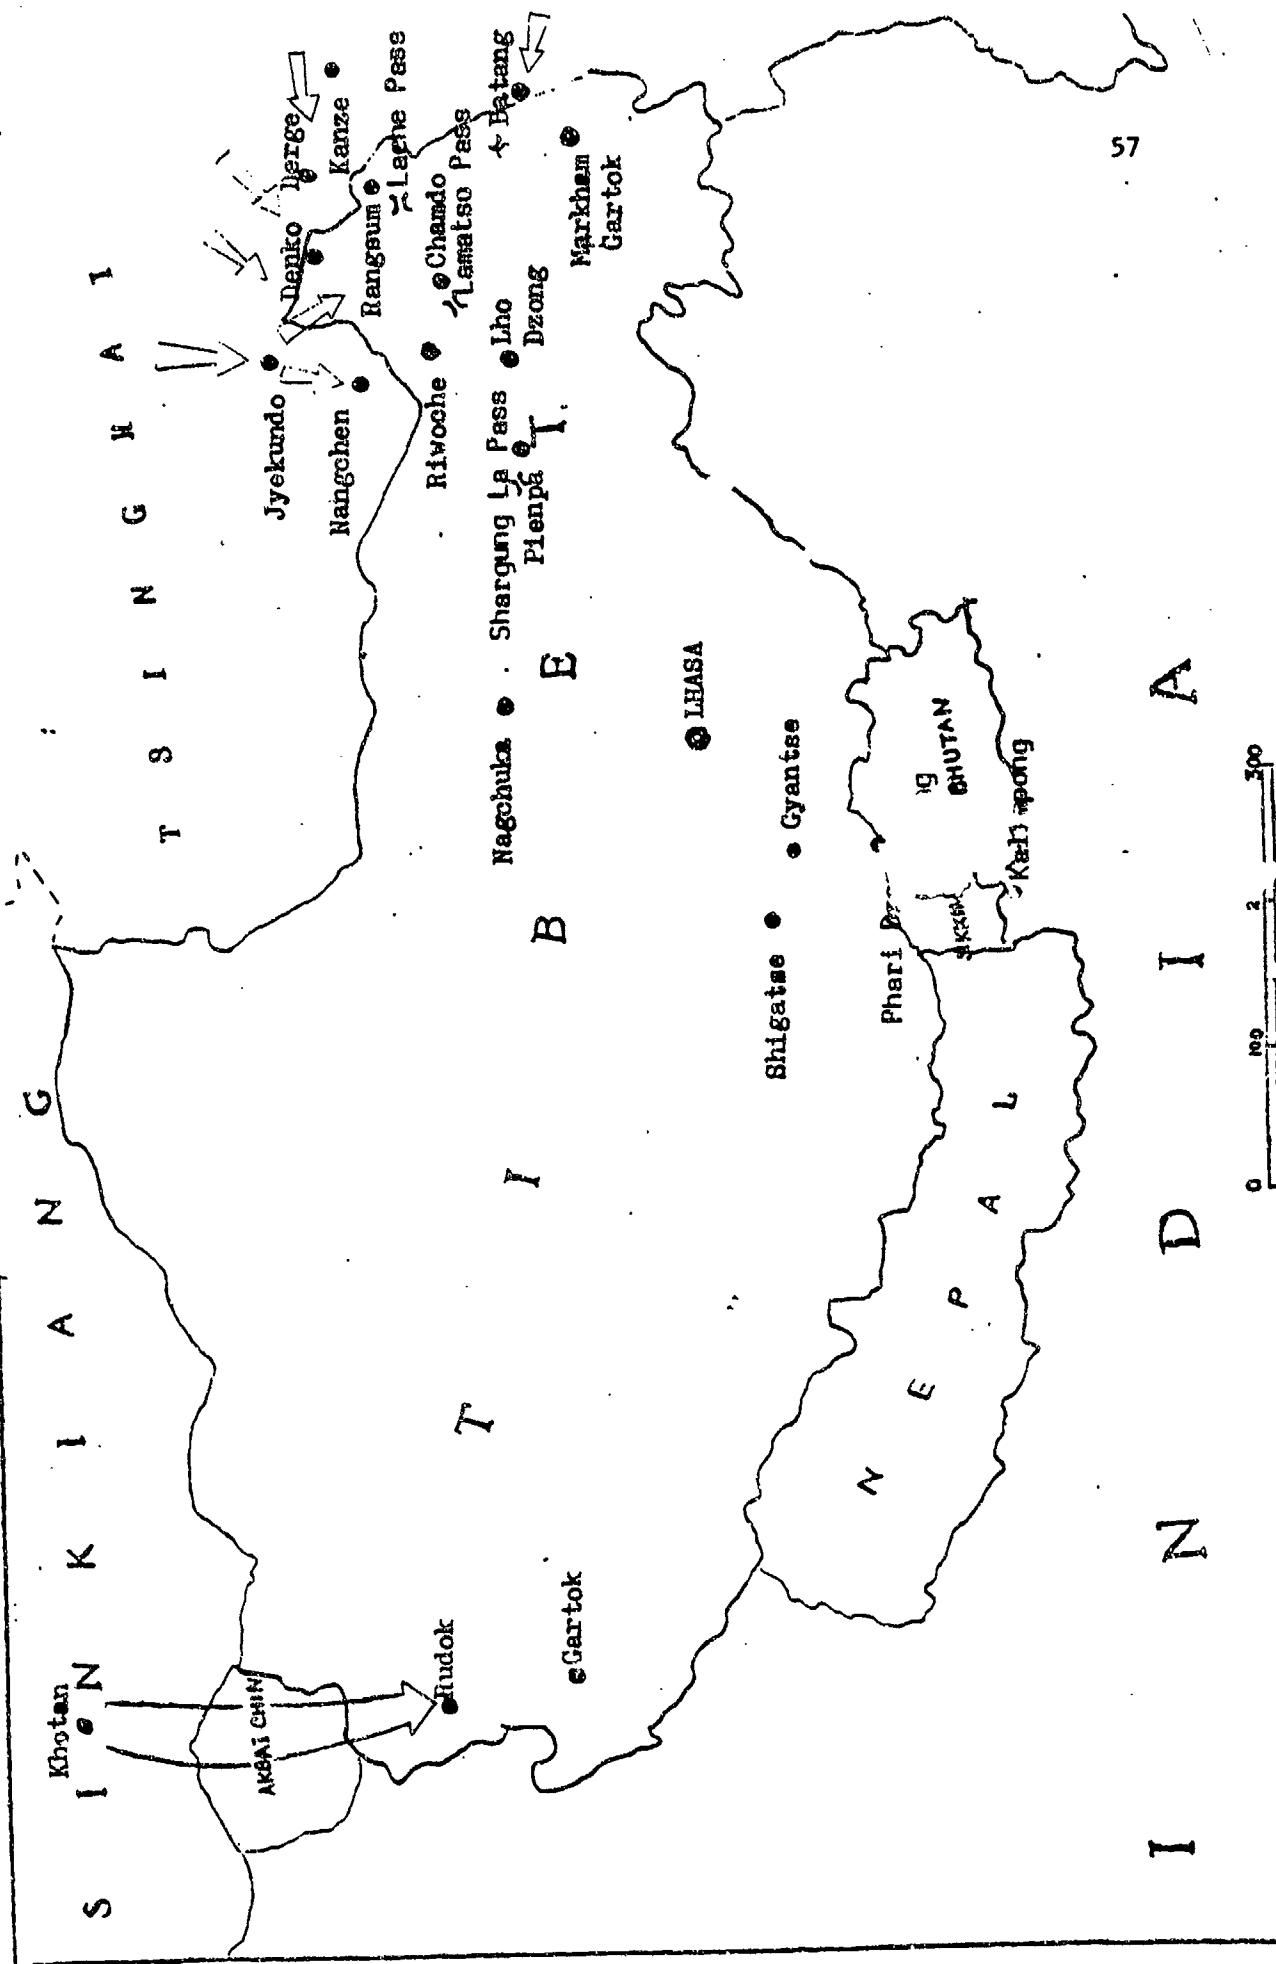 SINKIANG
TSINGHAI
Khotan
AKSAI CHIN
Rudok
Gartok
TIBET
Jyekundo
Nangchen
Denko
Derge
Kanze
Rangsum
Lache Pass
Riwoche
Chamdo
Lamatso Pass
Batang
Shargung La Pass
Pienpa
Lho
Dzong
Markham
Gartok
Nagchuka
LHASA
Gyantse
Shigatse
Phari
BHUTAN
SIKKIM
NEPAL
INDIA
0 100 2 300
57